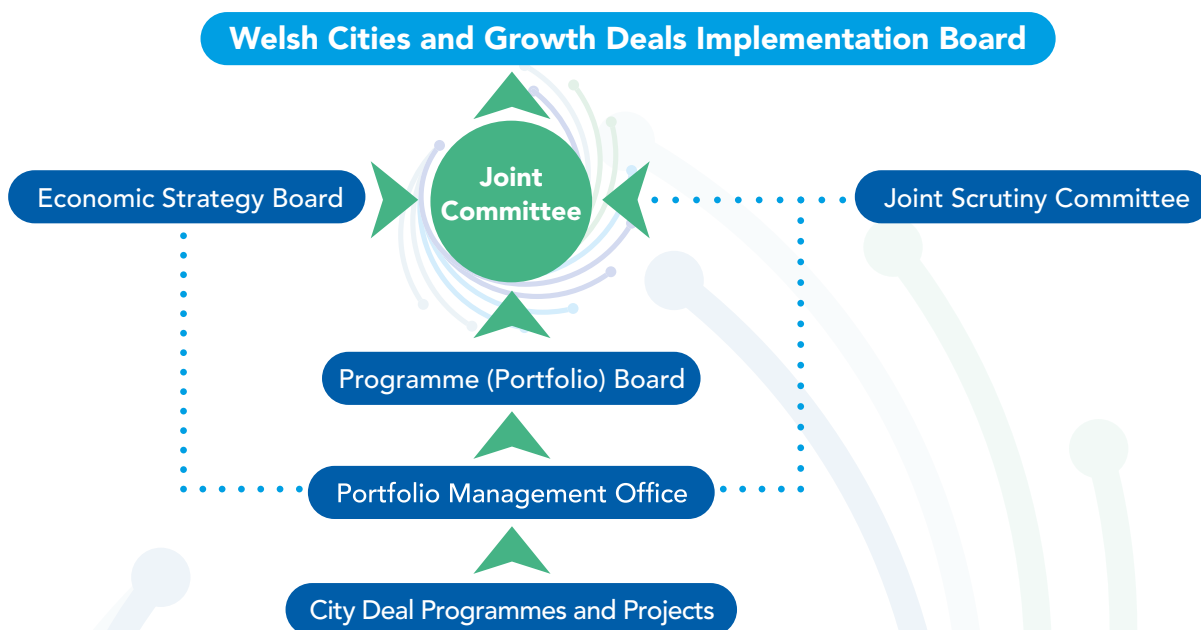 Welsh Cities and Growth Deals Implementation Board
Joint
Committee
Economic Strategy Board
Joint Scrutiny Committee
Programme (Portfolio) Board
Portfolio Management Office
City Deal Programmes and Projects